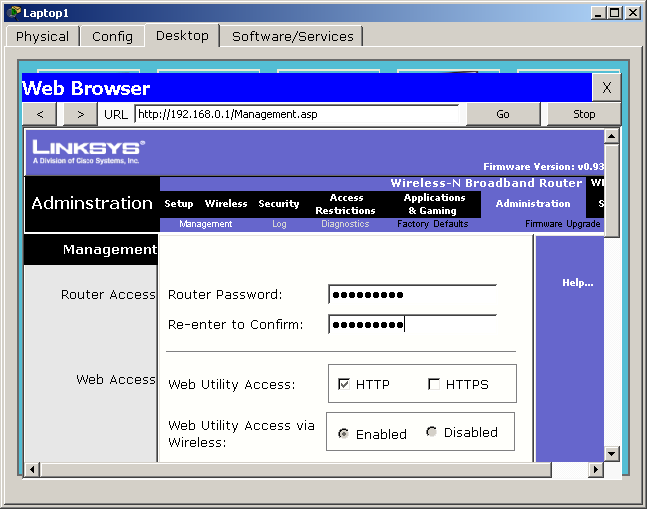 Laptop1
Physical Config Desktop Software/Services
Web Browser X
< > URL http://192.168.0.1/Management.asp Go Stop
LINKSYS®
A Division of Cisco Systems, Inc.
Firmware Version: v0.93
Wireless-N Broadband Router
Adminstration
Setup Wireless Security Access Restrictions Applications & Gaming Administration
Management Log Diagnostics Factory Defaults Firmware Upgrade
Management
Help...
Router Access Router Password: ●●●●●●●●●
Re-enter to Confirm: ●●●●●●●●●
Web Access Web Utility Access: HTTP HTTPS
Web Utility Access via
Wireless: Enabled Disabled